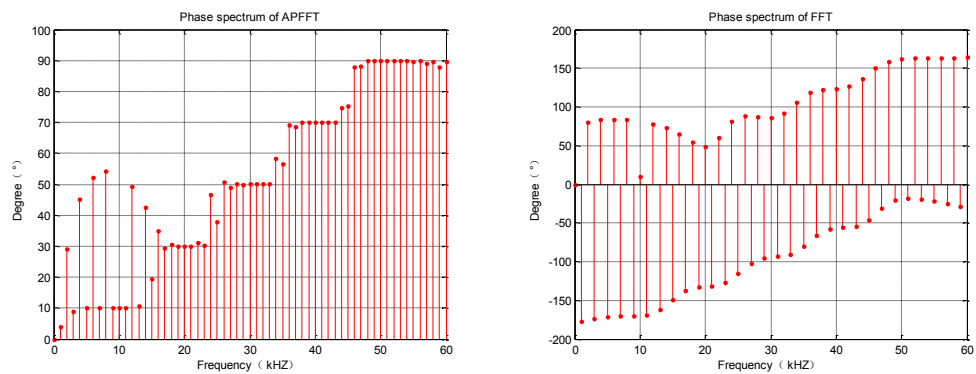 Phase spectrum of APFFT
100
90
80
70
60
50
40
30
20
10
0
Degree（ °）
0 10 20 30 40 50 60
Frequency（ kHZ）
Phase spectrum of FFT
200
150
100
50
0
-50
-100
-150
-200
Degree（ °）
0 10 20 30 40 50 60
Frequency（ kHZ）